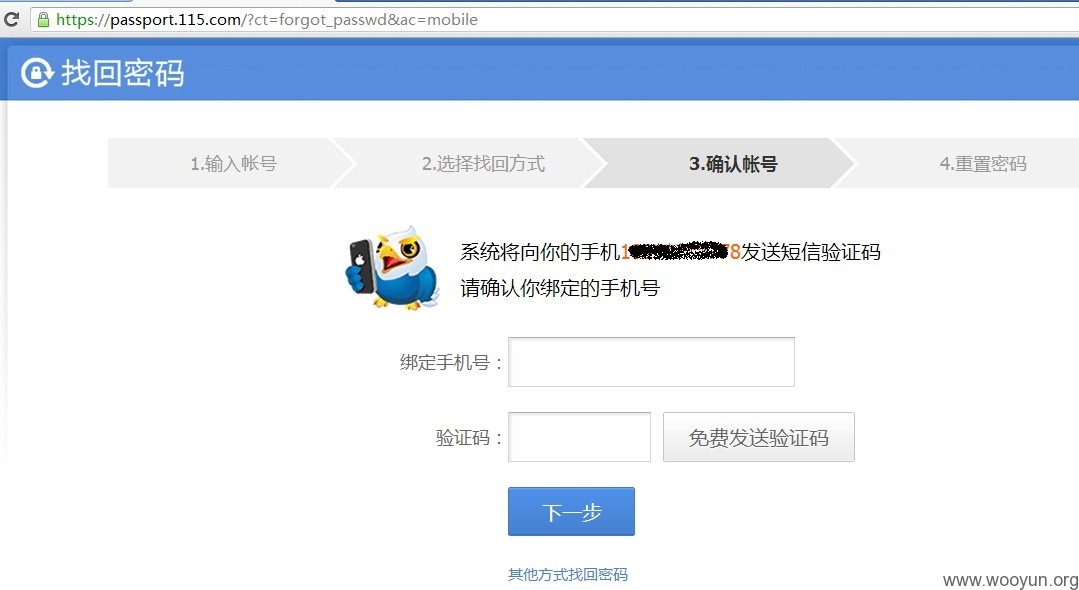 https://passport.115.com/?ct=forgot_passwd&ac=mobile
找回密码
1.输入帐号
2.选择找回方式
3.确认帐号
4.重置密码
系统将向你的手机1 78发送短信验证码
请确认你绑定的手机号
绑定手机号：
验证码：
免费发送验证码
下一步
其他方式找回密码
www.wooyun.org